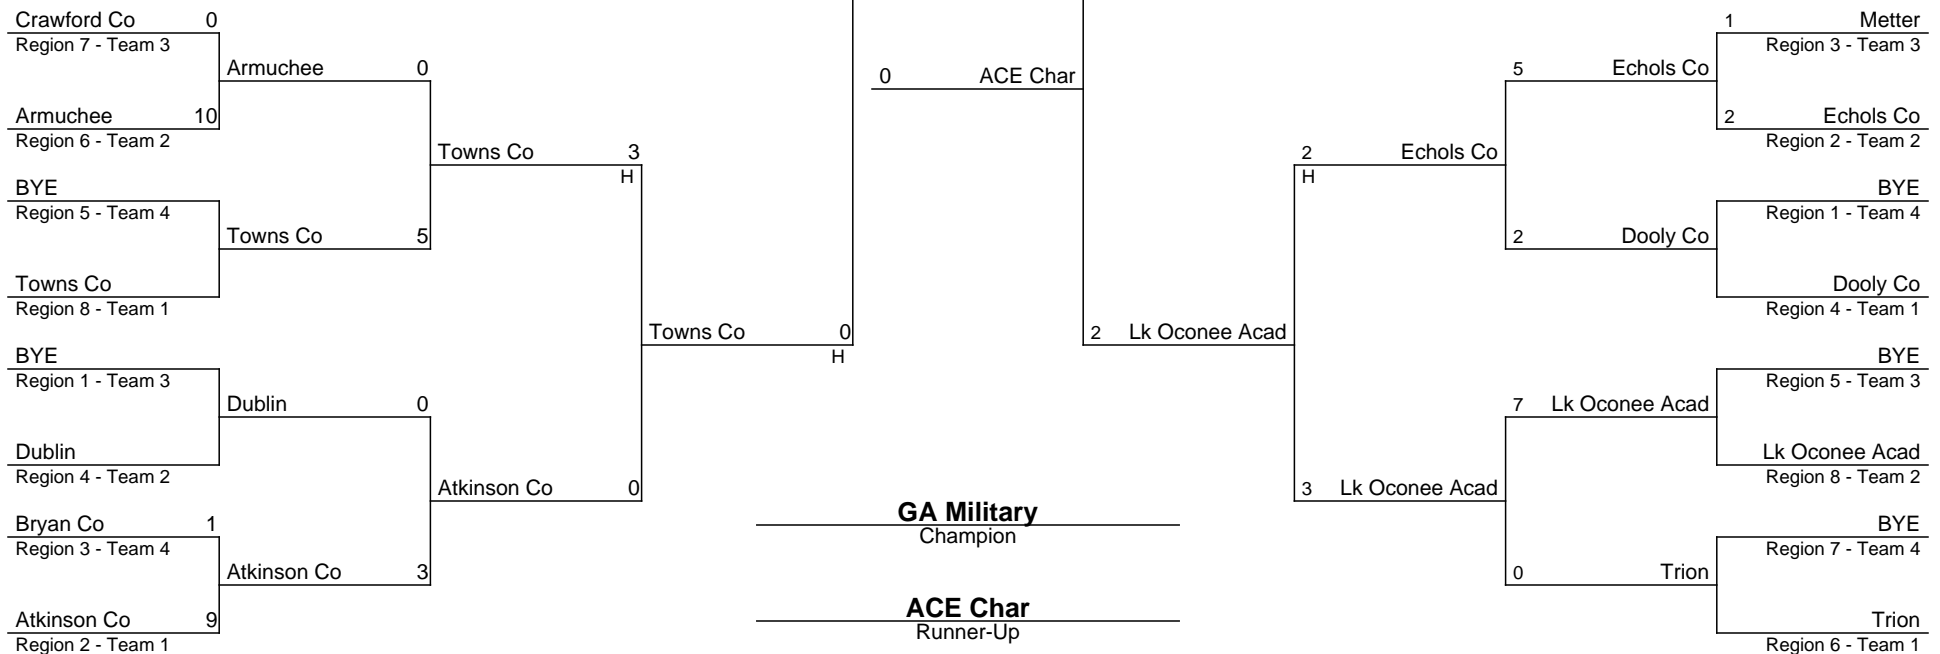 Crawford Co 0
Region 7 - Team 3
Armuchee 10
Region 6 - Team 2
BYE
Region 5 - Team 4
Towns Co
Region 8 - Team 1
BYE
Region 1 - Team 3
Dublin
Region 4 - Team 2
Bryan Co 1
Region 3 - Team 4
Atkinson Co 9
Region 2 - Team 1
Armuchee 0
Towns Co 5
Dublin 0
Atkinson Co 3
Towns Co 3
H
Atkinson Co 0
Towns Co 0
H
0 ACE Char
GA Military
Champion
ACE Char
Runner-Up
2 Lk Oconee Acad
2 Echols Co
H
3 Lk Oconee Acad
5 Echols Co
2 Dooly Co
7 Lk Oconee Acad
0 Trion
1 Metter
Region 3 - Team 3
2 Echols Co
Region 2 - Team 2
BYE
Region 1 - Team 4
Dooly Co
Region 4 - Team 1
BYE
Region 5 - Team 3
Lk Oconee Acad
Region 8 - Team 2
BYE
Region 7 - Team 4
Trion
Region 6 - Team 1